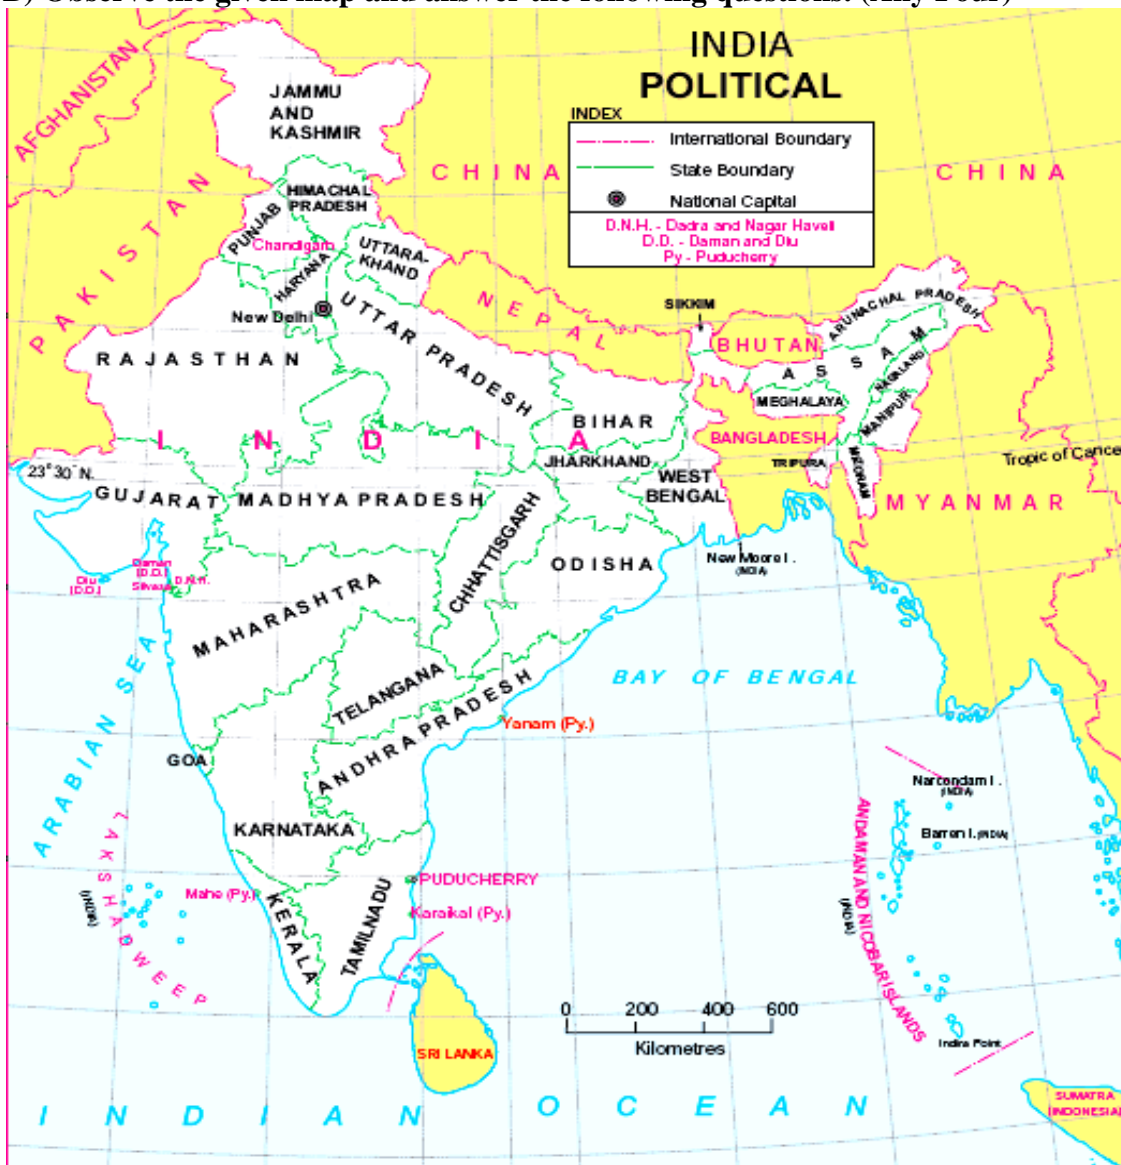 B) Observe the given map and answer the following questions. (Any Four)
INDIA
POLITICAL
INDEX
International Boundary
State Boundary
National Capital
D.N.H. - Dadra and Nagar Haveli
D.D. - Daman and Diu
Py - Puducherry
AFGHANISTAN
JAMMU
AND
KASHMIR
CHINA
CHINA
PAKISTAN
HIMACHAL
PRADESH
PUNJAB
Chandigarh
UTTARA-
KHAND
HARYANA
New Delhi
UTTAR PRADESH
NEPAL
SIKKIM
BHUTAN
ARUNACHAL PRADESH
RAJASTHAN
ASSAM
NAGALAND
MEGHALAYA
MANIPUR
BIHAR
INDIA
BANGLADESH
JHARKHAND
TRIPURA
MIZORAM
Tropic of Cance
23°30' N.
GUJARAT
MADHYA PRADESH
WEST
BENGAL
MYANMAR
CHHATTISGARH
ODISHA
New Moore I.
(INDIA)
Daman
(D.D.)
Diu
(D.D.)
Silvasa
D.N.H.
MAHARASHTRA
ARABIAN SEA
TELANGANA
BAY OF BENGAL
ANDHRA PRADESH
Yanam (Py.)
GOA
Narcondam I.
(INDIA)
KARNATAKA
Barren I. (INDIA)
ANDAMAN AND NICOBAR ISLANDS
(INDIA)
LAKSHADWEEP
(INDIA)
Mahe (Py.)
PUDUCHERRY
KERALA
TAMILNADU
Karaikal (Py.)
0 200 400 600
Kilometres
Indira Point
SRI LANKA
SUMATRA
(INDONESIA)
INDIAN OCEAN